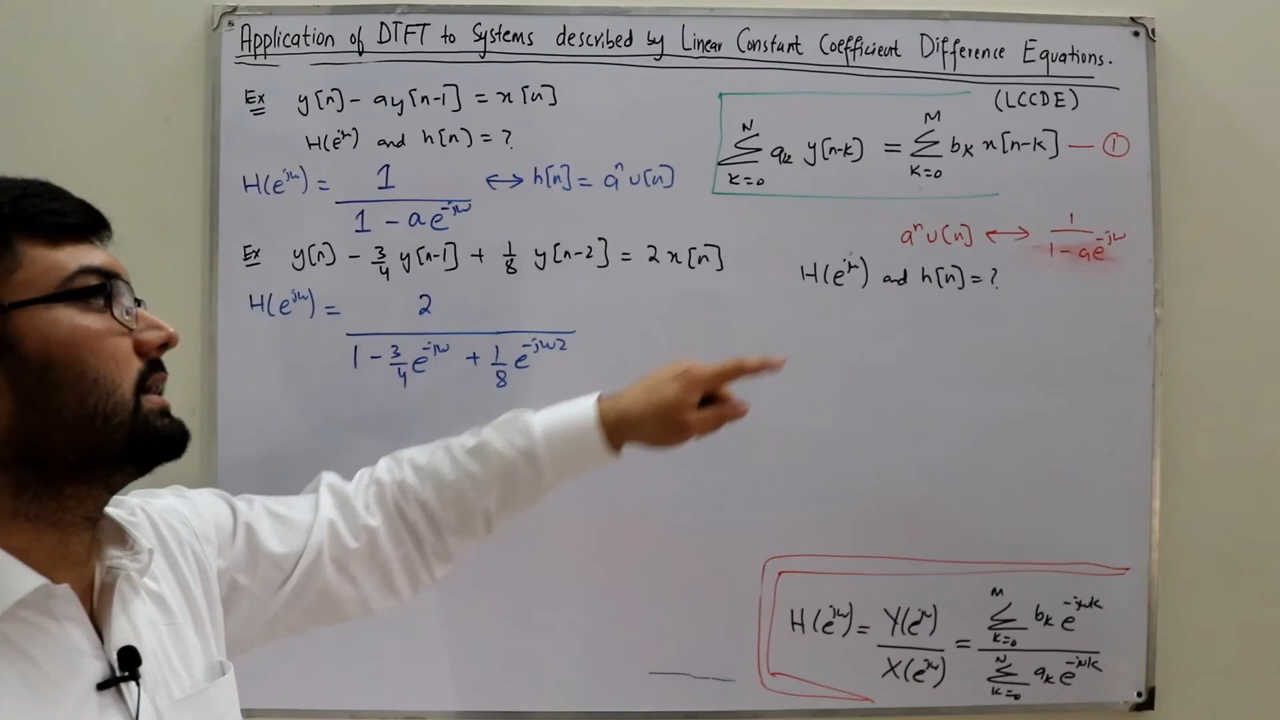 Application of DTFT to Systems described by Linear Constant Coefficient Difference Equations.
(LCCDE)
Ex y[n] - ay[n-1] = x[n]
H(e^{jω}) and h[n] = ?
H(e^{jω}) = 1 / (1 - ae^{-jω}) ↔ h[n] = a^n u[n]
Ex y[n] - 3/4 y[n-1] + 1/8 y[n-2] = 2x[n]
H(e^{jω}) = 2 / (1 - 3/4 e^{-jω} + 1/8 e^{-jω2})
∑_{k=0}^{N} a_k y[n-k] = ∑_{k=0}^{M} b_k x[n-k] — ①
a^n u[n] ↔ 1 / (1 - ae^{-jω})
H(e^{jω}) and h[n] = ?
H(e^{jω}) = Y(e^{jω}) / X(e^{jω}) = ∑_{k=0}^{M} b_k e^{-jωk} / ∑_{k=0}^{N} a_k e^{-jωk}